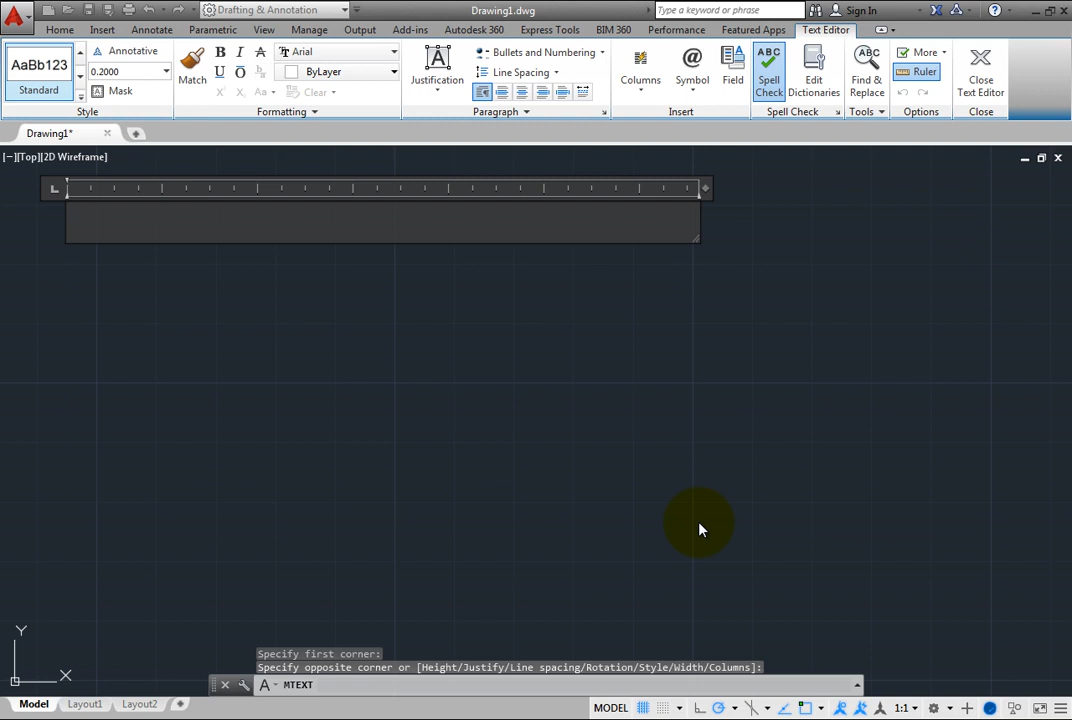 Drafting & Annotation Drawing1.dwg Type a keyword or phrase Sign In
Home Insert Annotate Parametric View Manage Output Add-ins Autodesk 360 Express Tools BIM 360 Performance Featured Apps Text Editor
AaBb123
Standard
Annotative
0.2000
Mask
Style
Match
B I A
U O
Aa
Arial
ByLayer
Clear
Formatting
A
Justification
Bullets and Numbering
Line Spacing
Paragraph
Columns
@
Symbol
Field
Insert
ABC
Spell
Check
Edit
Dictionaries
Spell Check
ABC
Find &
Replace
Tools
More
Ruler
Options
Close
Text Editor
Close
Drawing1*
[−][Top][2D Wireframe]
Y
X
Specify first corner:
Specify opposite corner or [Height/Justify/Line spacing/Rotation/Style/Width/Columns]:
A MTEXT
Model Layout1 Layout2
MODEL 1:1